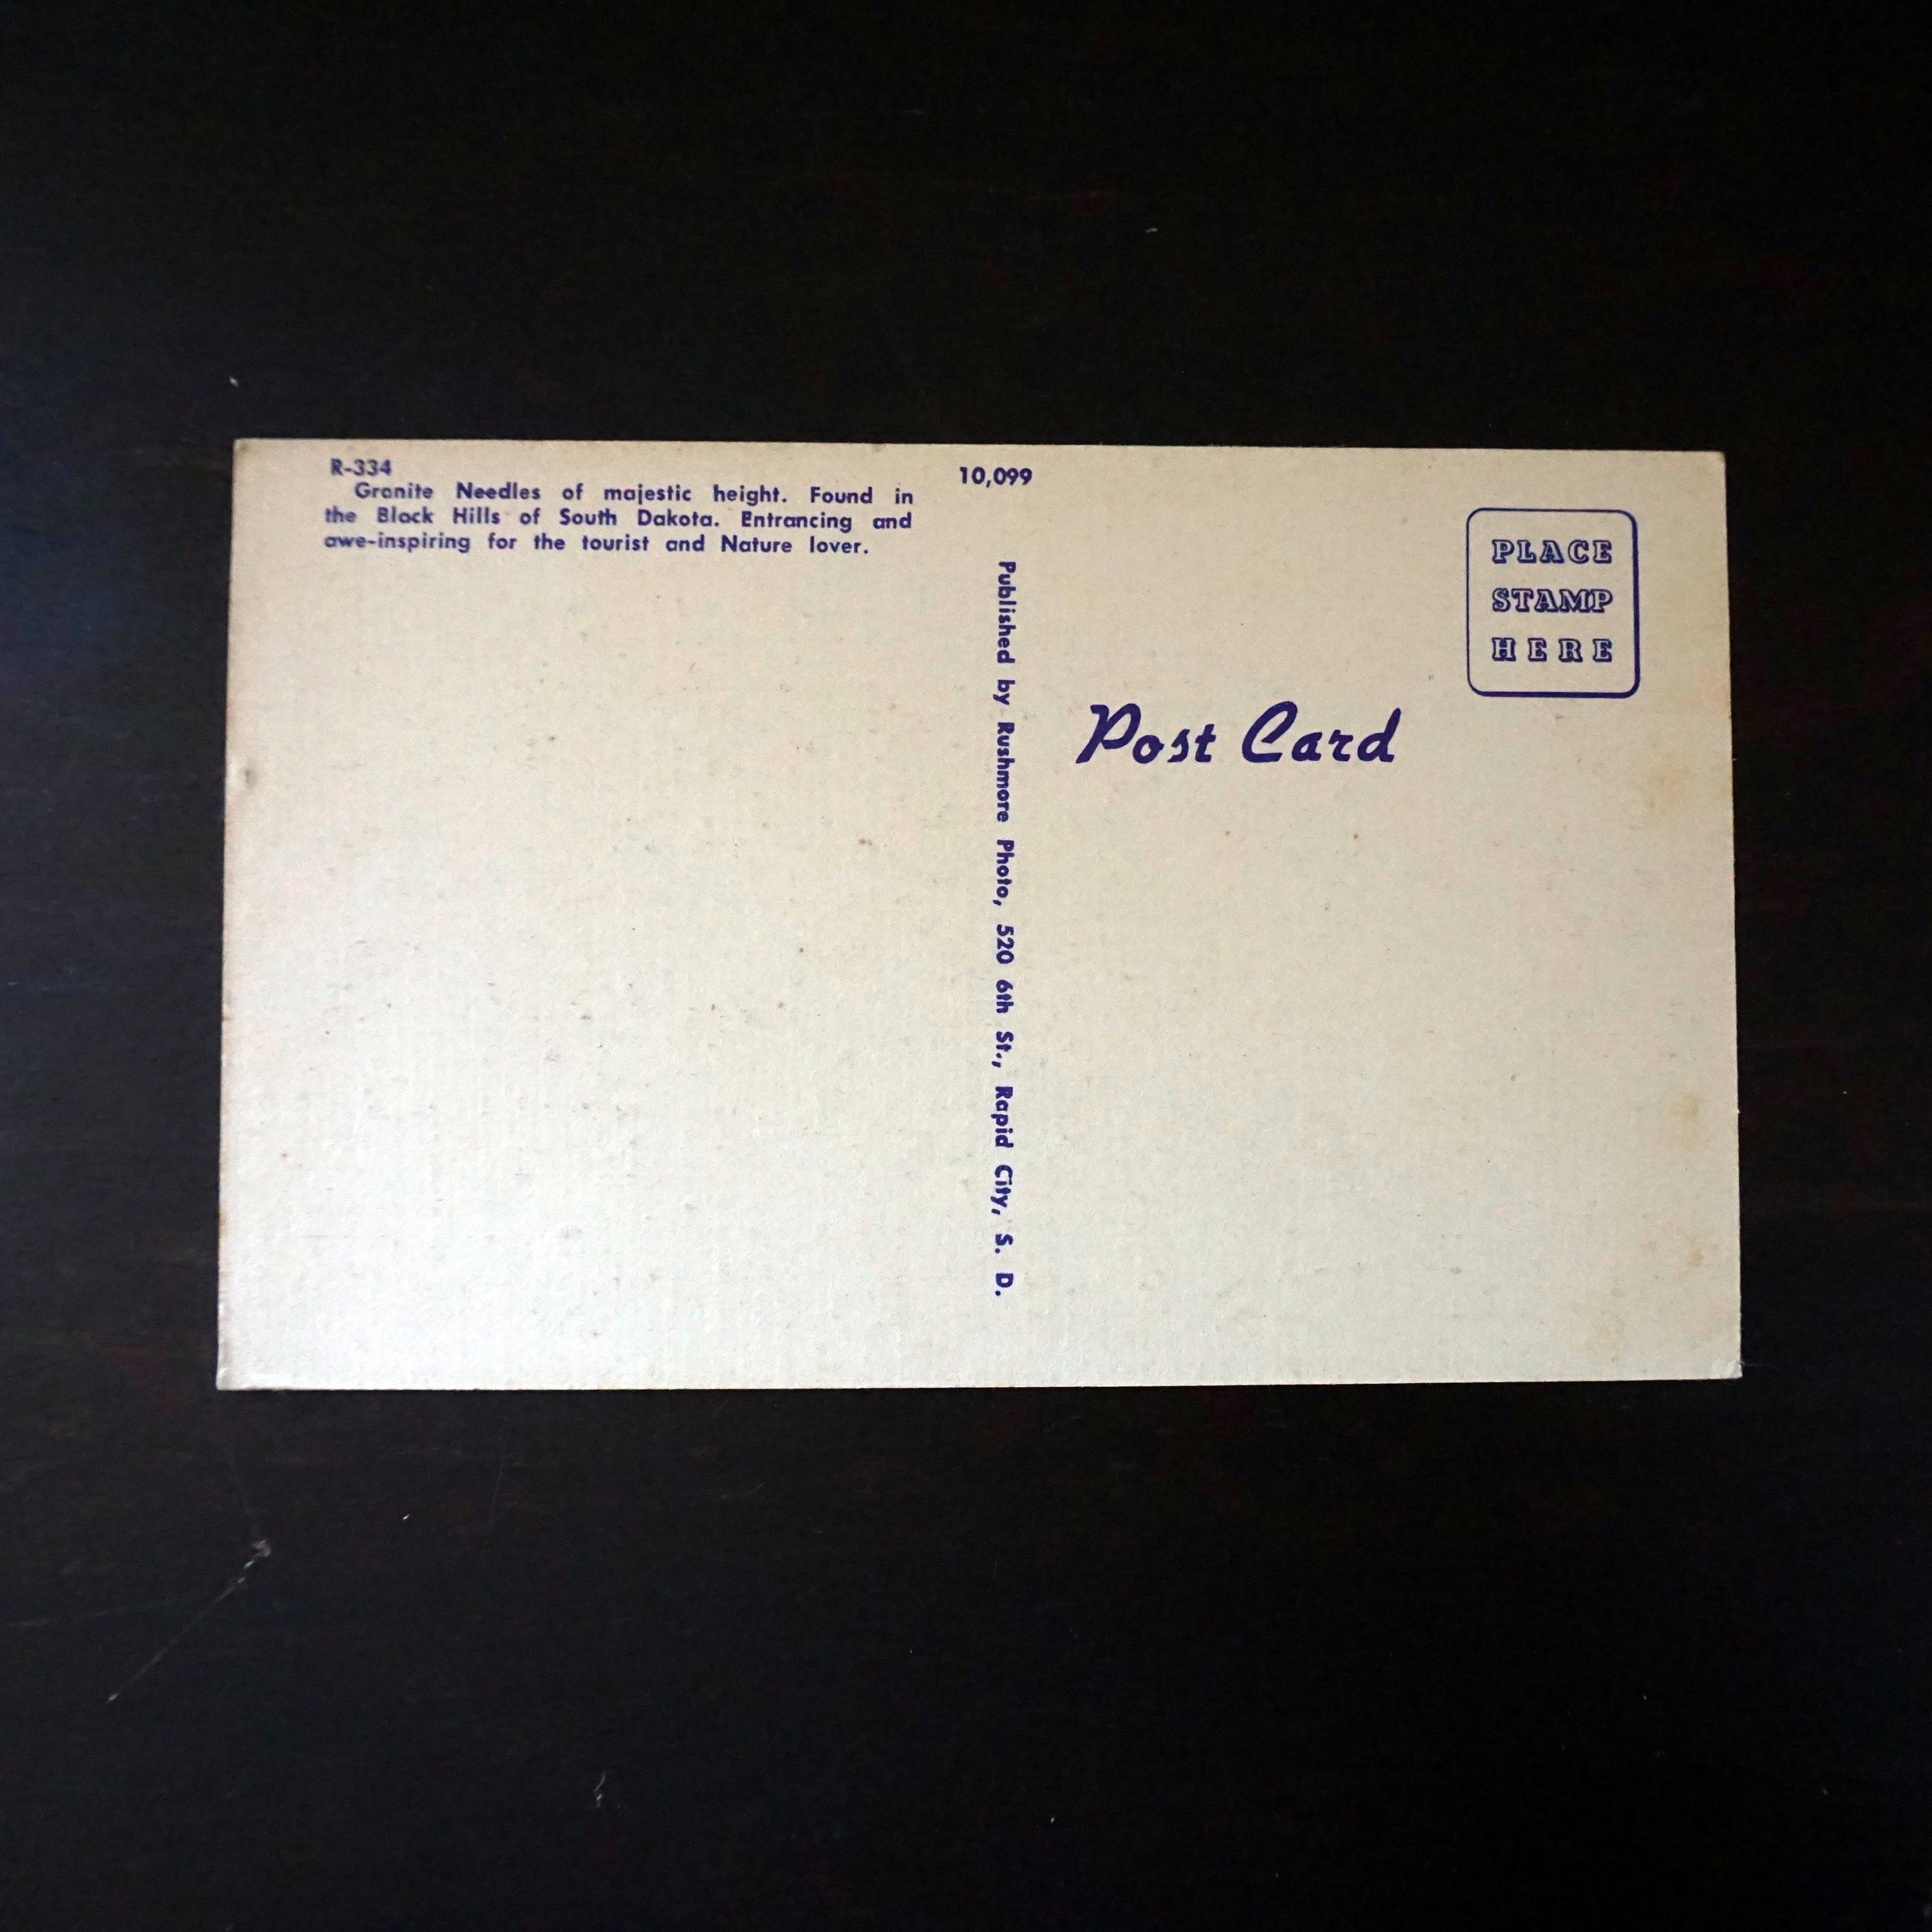 R-334
Granite Needles of majestic height. Found in
the Black Hills of South Dakota. Entrancing and
awe-inspiring for the tourist and Nature lover.
10,099
Published by Rushmore Photo, 520 6th St., Rapid City, S. D.
PLACE
STAMP
HERE
Post Card